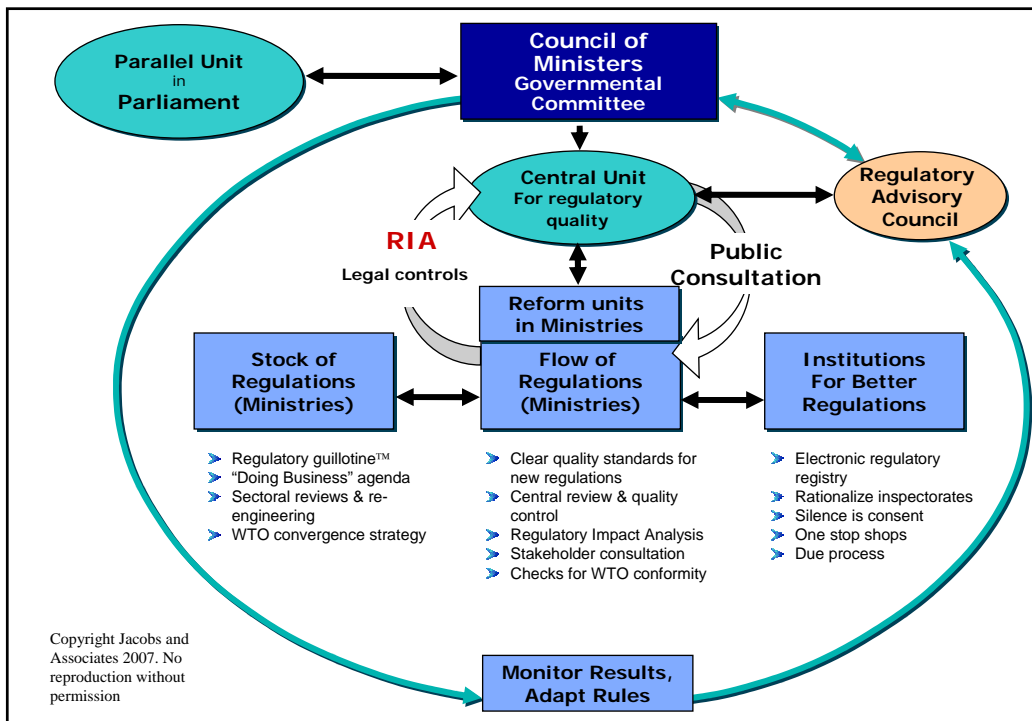 Parallel Unit
in
Parliament
Council of
Ministers
Governmental
Committee
Central Unit
For regulatory
quality
Regulatory
Advisory
Council
RIA
Legal controls
Public
Consultation
Reform units
in Ministries
Stock of
Regulations
(Ministries)
Flow of
Regulations
(Ministries)
Institutions
For Better
Regulations
Regulatory guillotine™
“Doing Business” agenda
Sectoral reviews & re-
engineering
WTO convergence strategy
Clear quality standards for
new regulations
Central review & quality
control
Regulatory Impact Analysis
Stakeholder consultation
Checks for WTO conformity
Electronic regulatory
registry
Rationalize inspectorates
Silence is consent
One stop shops
Due process
Copyright Jacobs and
Associates 2007. No
reproduction without
permission
Monitor Results,
Adapt Rules